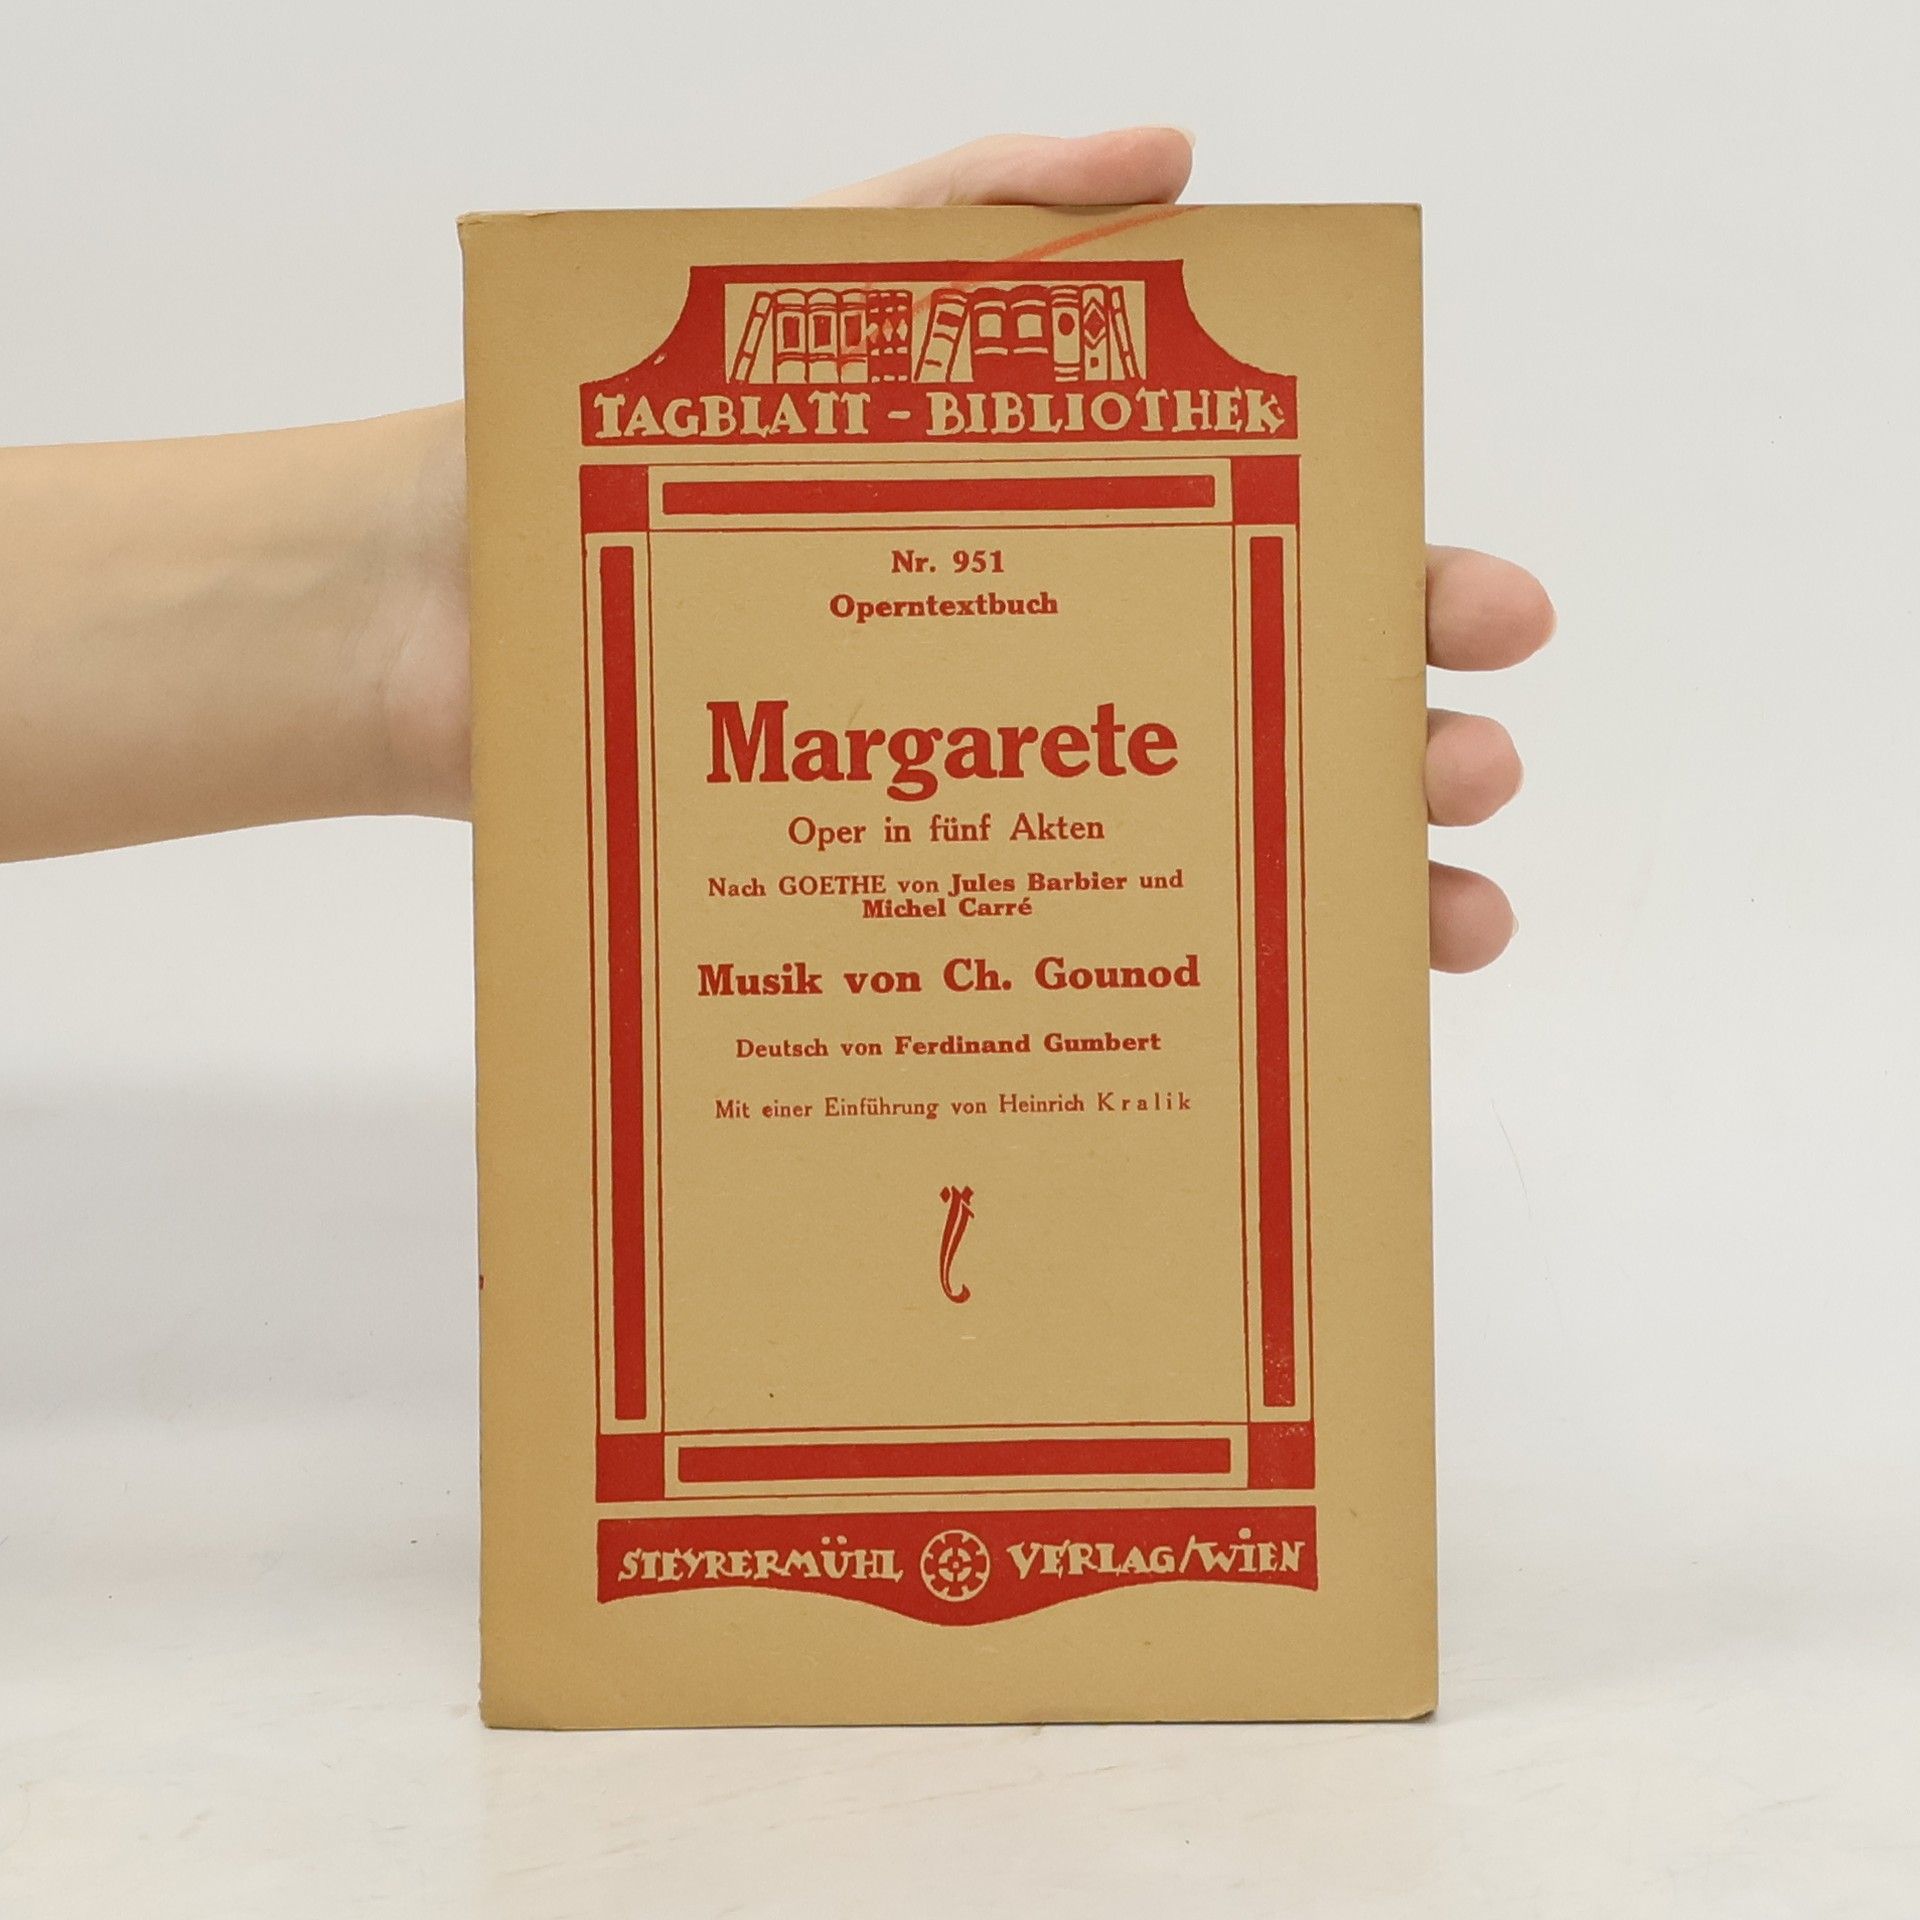 TAGBLATT - BIBLIOTHEK
Nr. 951
Operntextbuch
Margarete
Oper in fünf Akten
Nach GOETHE von Jules Barbier und
Michel Carré
Musik von Ch. Gounod
Deutsch von Ferdinand Gumbert
Mit einer Einführung von Heinrich Kralik
STEYRERMÜHL VERLAG/WIEN